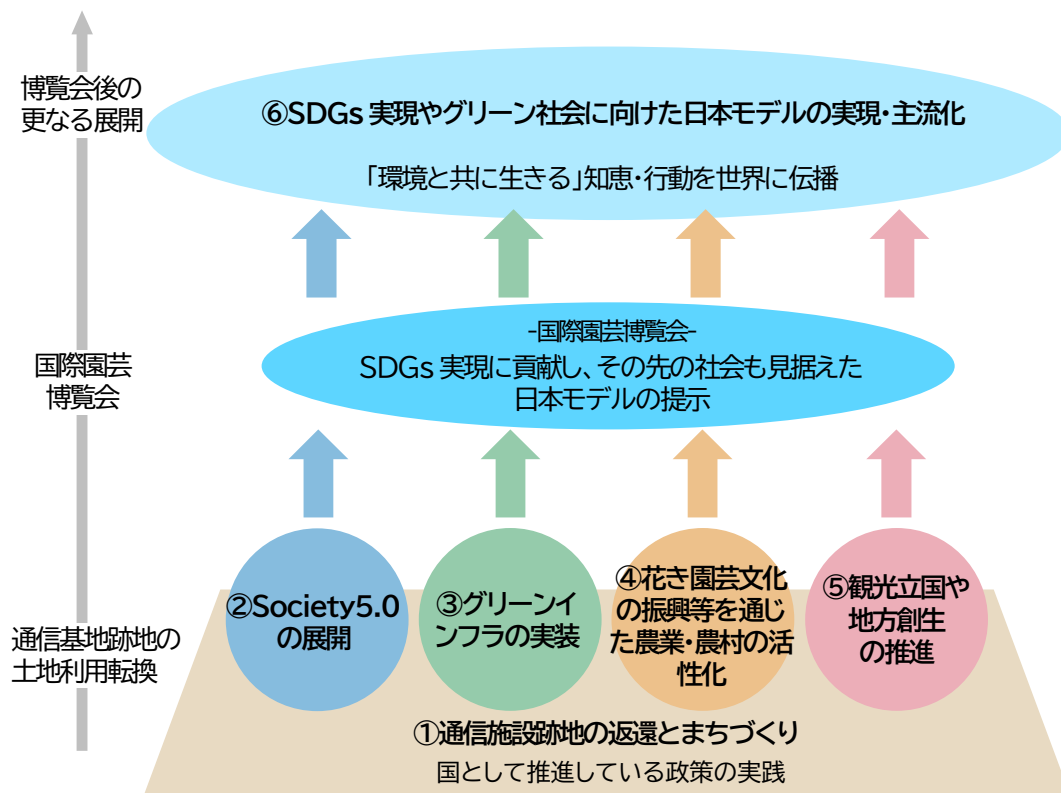 博覧会後の
更なる展開
⑥SDGs 実現やグリーン社会に向けた日本モデルの実現・主流化
「環境と共に生きる」知恵・行動を世界に伝播
国際園芸
博覧会
-国際園芸博覧会-
SDGs 実現に貢献し、その先の社会も見据えた
日本モデルの提示
通信基地跡地の
土地利用転換
②Society5.0
の展開
③グリーンイ
ンフラの実装
④花き園芸文化
の振興等を通じ
た農業・農村の活
性化
⑤観光立国や
地方創生
の推進
①通信施設跡地の返還とまちづくり
国として推進している政策の実践